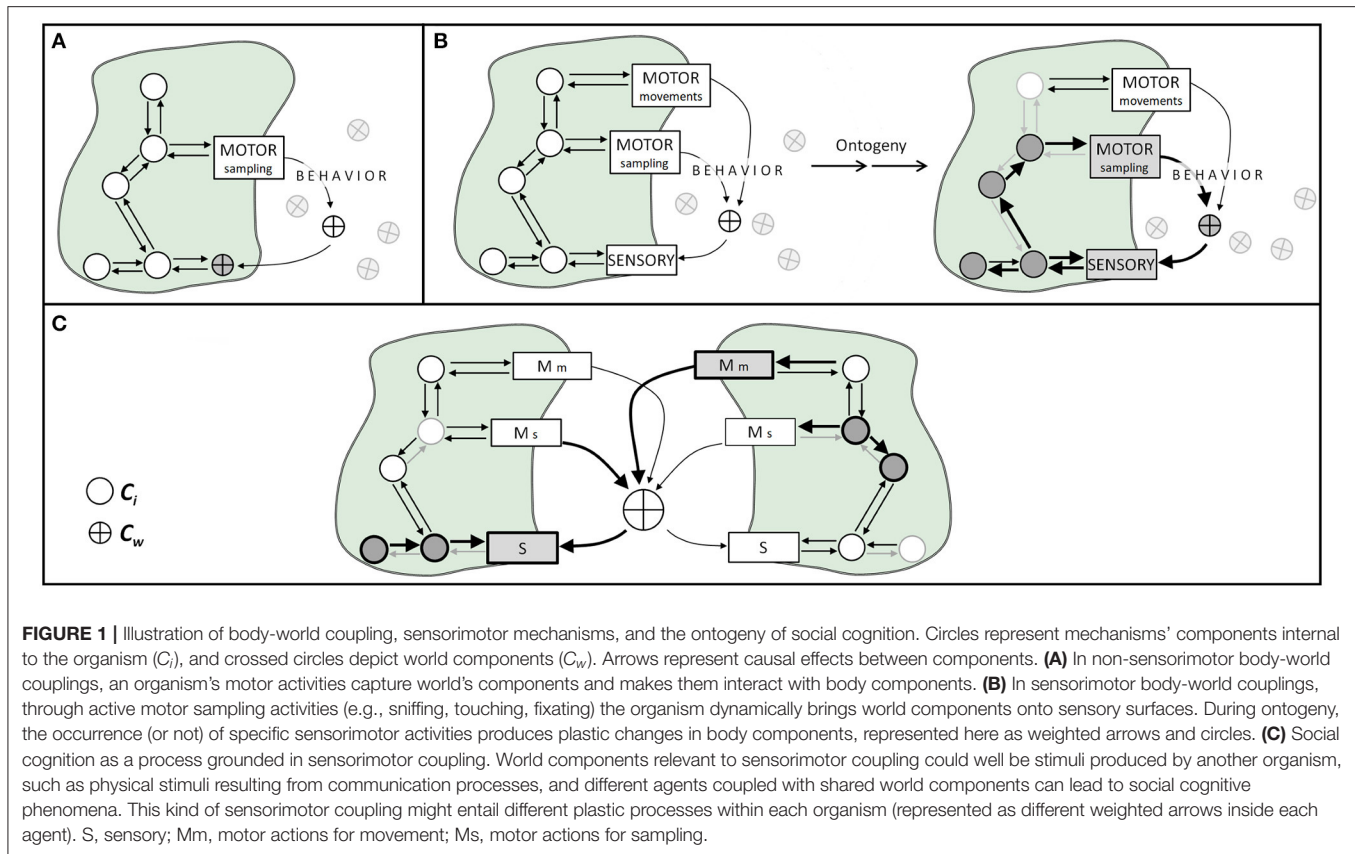 A
B
MOTOR
movements
MOTOR
sampling
BEHAVIOR
MOTOR
movements
MOTOR
sampling
BEHAVIOR
SENSORY
Ontogeny
MOTOR
movements
MOTOR
sampling
BEHAVIOR
SENSORY
C
Mm
Ms
S
Mm
Ms
S
Ci
Cw
FIGURE 1 | Illustration of body-world coupling, sensorimotor mechanisms, and the ontogeny of social cognition. Circles represent mechanisms' components internal
to the organism (Ci), and crossed circles depict world components (Cw). Arrows represent causal effects between components. (A) In non-sensorimotor body-world
couplings, an organism's motor activities capture world's components and makes them interact with body components. (B) In sensorimotor body-world couplings,
through active motor sampling activities (e.g., sniffing, touching, fixating) the organism dynamically brings world components onto sensory surfaces. During ontogeny,
the occurrence (or not) of specific sensorimotor activities produces plastic changes in body components, represented here as weighted arrows and circles. (C) Social
cognition as a process grounded in sensorimotor coupling. World components relevant to sensorimotor coupling could well be stimuli produced by another organism,
such as physical stimuli resulting from communication processes, and different agents coupled with shared world components can lead to social cognitive
phenomena. This kind of sensorimotor coupling might entail different plastic processes within each organism (represented as different weighted arrows inside each
agent). S, sensory; Mm, motor actions for movement; Ms, motor actions for sampling.